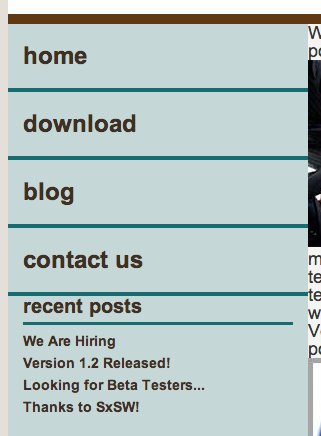 home
download
blog
contact us
recent posts
We Are Hiring
Version 1.2 Released!
Looking for Beta Testers...
Thanks to SxSW!